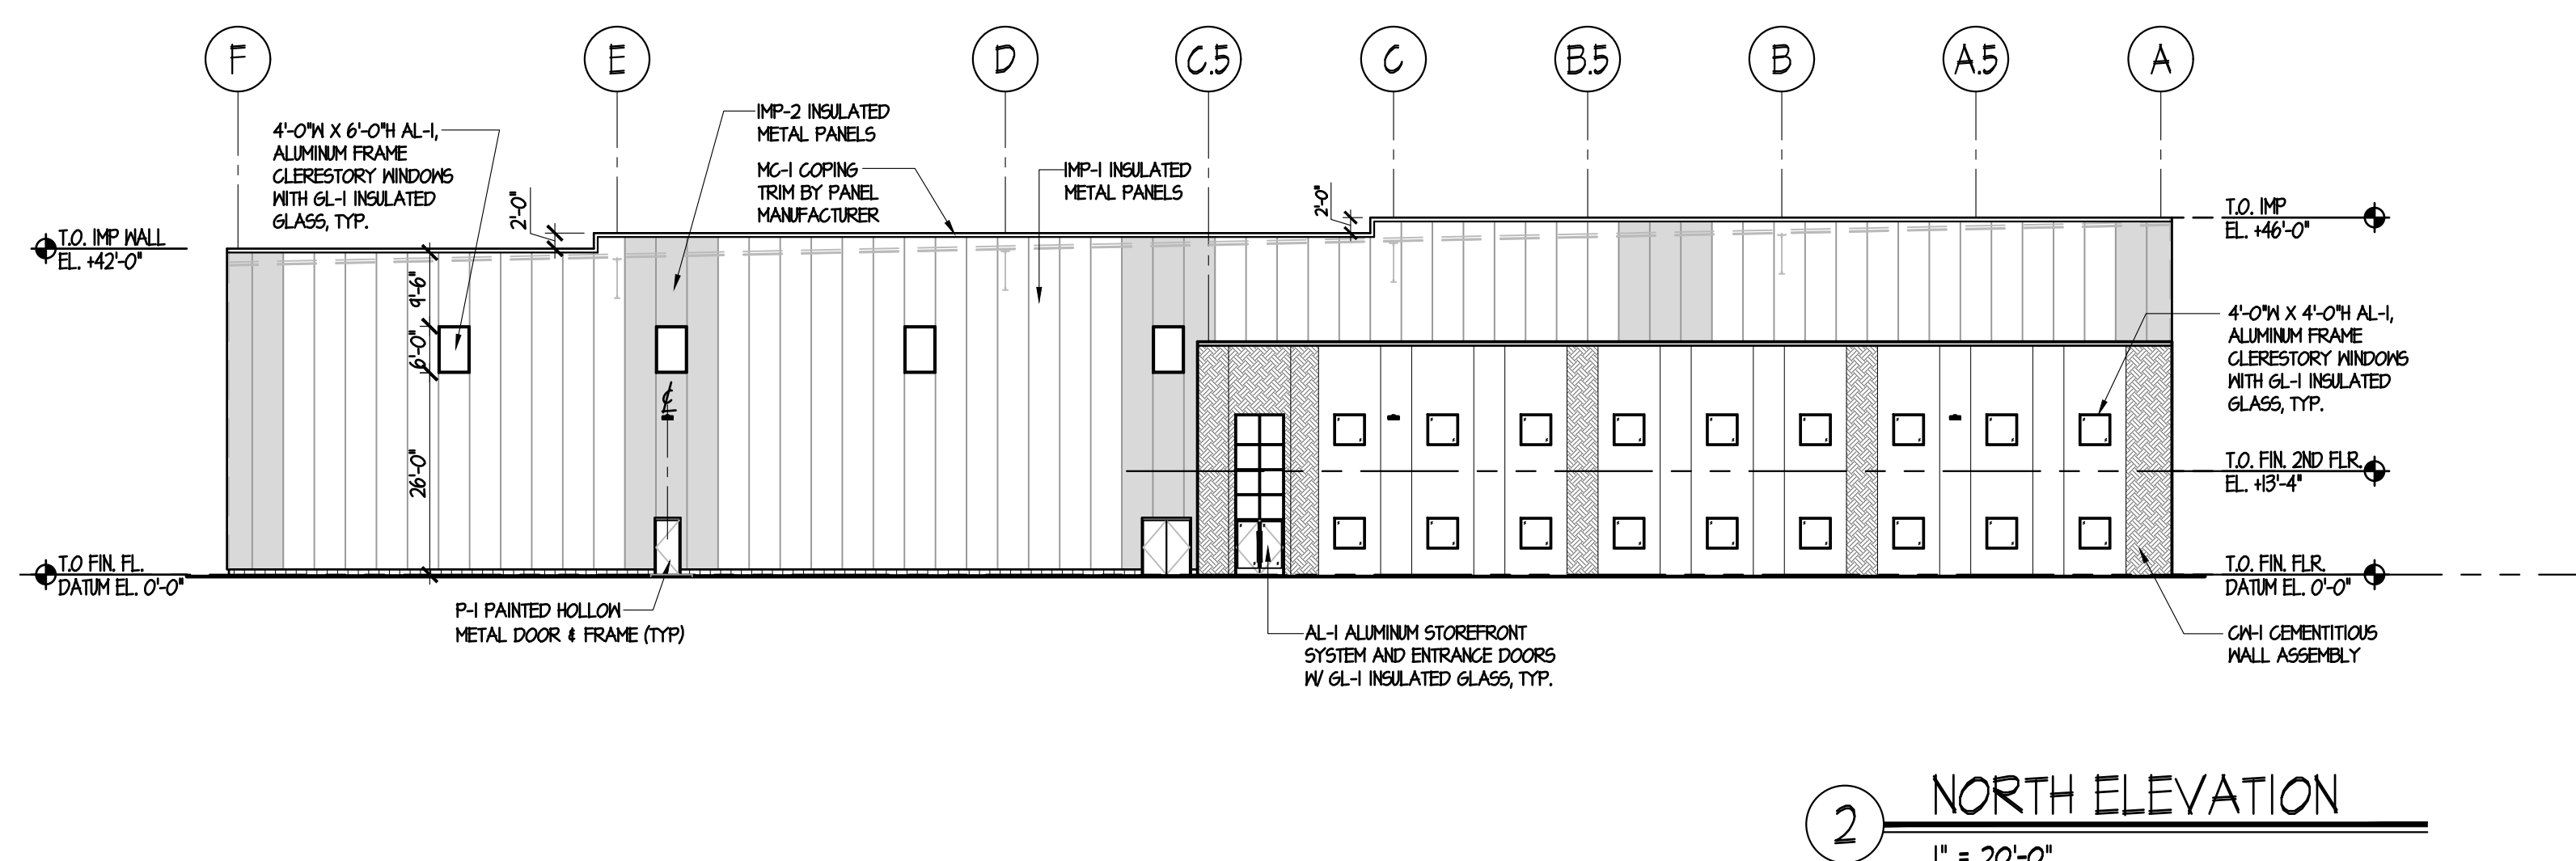 F
E
D
C.5
C
B.5
B
A.5
A
4'-0"W X 6'-0"H AL-1,
ALUMINUM FRAME
CLERESTORY WINDOWS
WITH GL-1 INSULATED
GLASS, TYP.
2'-0"
IMP-2 INSULATED
METAL PANELS
MC-1 COPING
TRIM BY PANEL
MANUFACTURER
IMP-1 INSULATED
METAL PANELS
2'-0"
T.O. IMP WALL
EL. +42'-0"
T.O. IMP
EL. +46'-0"
9'-6"
6'-0"
26'-0"
℄
4'-0"W X 4'-0"H AL-1,
ALUMINUM FRAME
CLERESTORY WINDOWS
WITH GL-1 INSULATED
GLASS, TYP.
T.O. FIN. 2ND FLR.
EL. +13'-4"
T.O FIN. FL.
DATUM EL. 0'-0"
T.O. FIN. FLR.
DATUM EL. 0'-0"
P-1 PAINTED HOLLOW
METAL DOOR & FRAME (TYP)
AL-1 ALUMINUM STOREFRONT
SYSTEM AND ENTRANCE DOORS
W/ GL-1 INSULATED GLASS, TYP.
CW-1 CEMENTITIOUS
WALL ASSEMBLY
2
NORTH ELEVATION
1" = 20'-0"